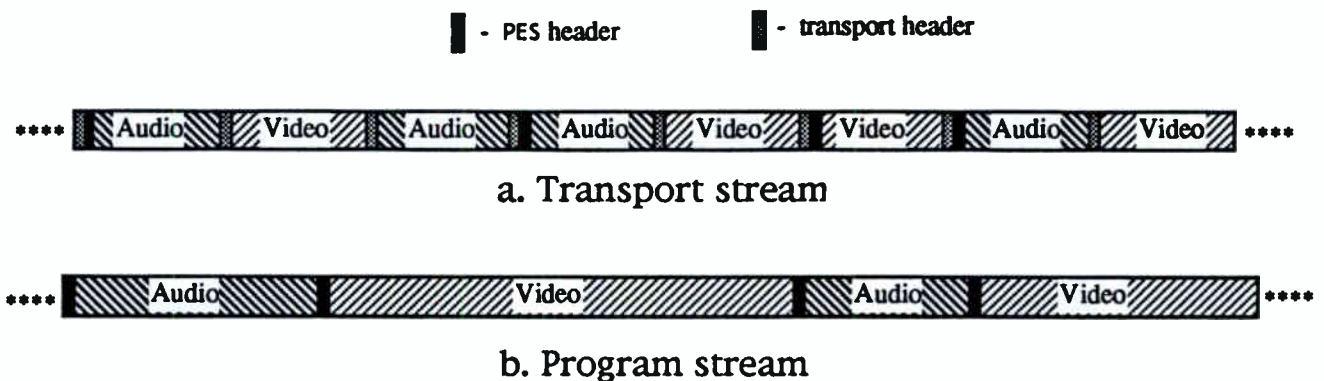 - PES header - transport header
**** Audio Video Audio Audio Video Video Audio Video ****
a. Transport stream
**** Audio Video Audio Video ****
b. Program stream